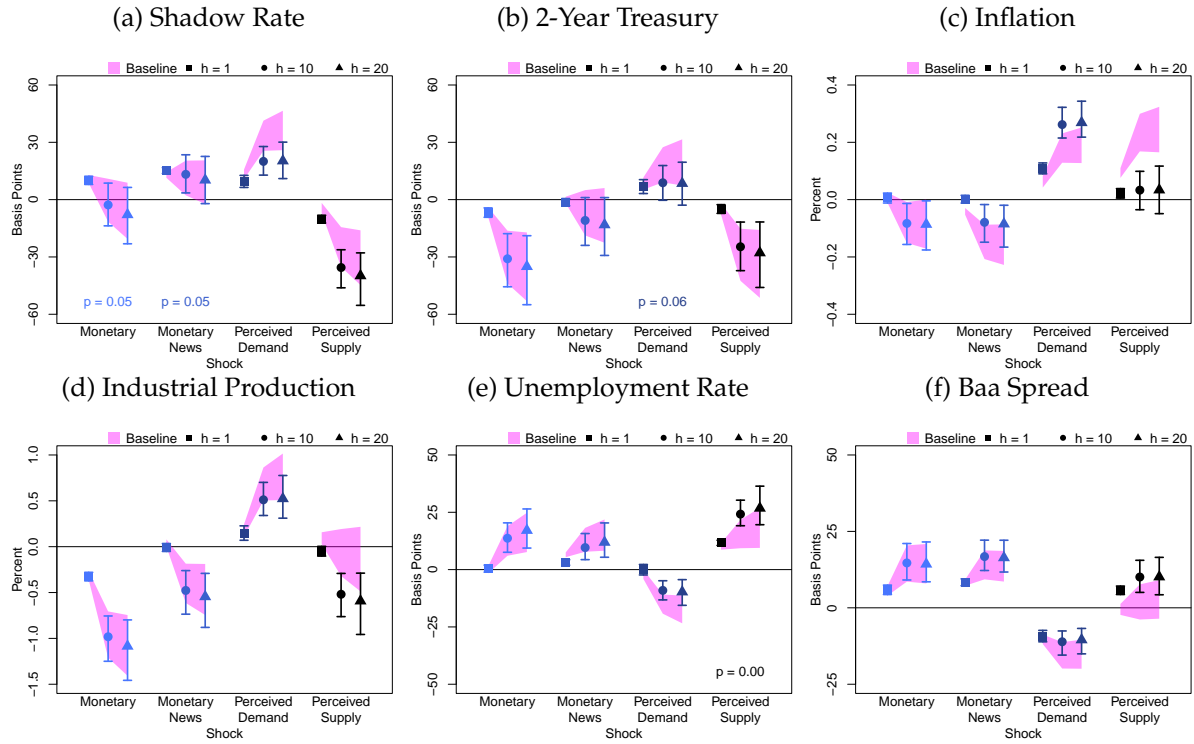 (a) Shadow Rate
Baseline h = 1 h = 10 h = 20
Basis Points
60
30
0
−30
−60
p = 0.05 p = 0.05
Monetary Monetary Perceived Perceived
News Demand Supply
Shock
(b) 2-Year Treasury
Baseline h = 1 h = 10 h = 20
Basis Points
60
30
0
−30
−60
p = 0.06
Monetary Monetary Perceived Perceived
News Demand Supply
Shock
(c) Inflation
Baseline h = 1 h = 10 h = 20
Percent
0.4
0.2
0.0
−0.2
−0.4
Monetary Monetary Perceived Perceived
News Demand Supply
Shock
(d) Industrial Production
Baseline h = 1 h = 10 h = 20
Percent
1.0
0.5
0.0
−0.5
−1.0
−1.5
Monetary Monetary Perceived Perceived
News Demand Supply
Shock
(e) Unemployment Rate
Baseline h = 1 h = 10 h = 20
Basis Points
50
25
0
−25
−50
p = 0.00
Monetary Monetary Perceived Perceived
News Demand Supply
Shock
(f) Baa Spread
Baseline h = 1 h = 10 h = 20
Basis Points
50
25
0
−25
Monetary Monetary Perceived Perceived
News Demand Supply
Shock